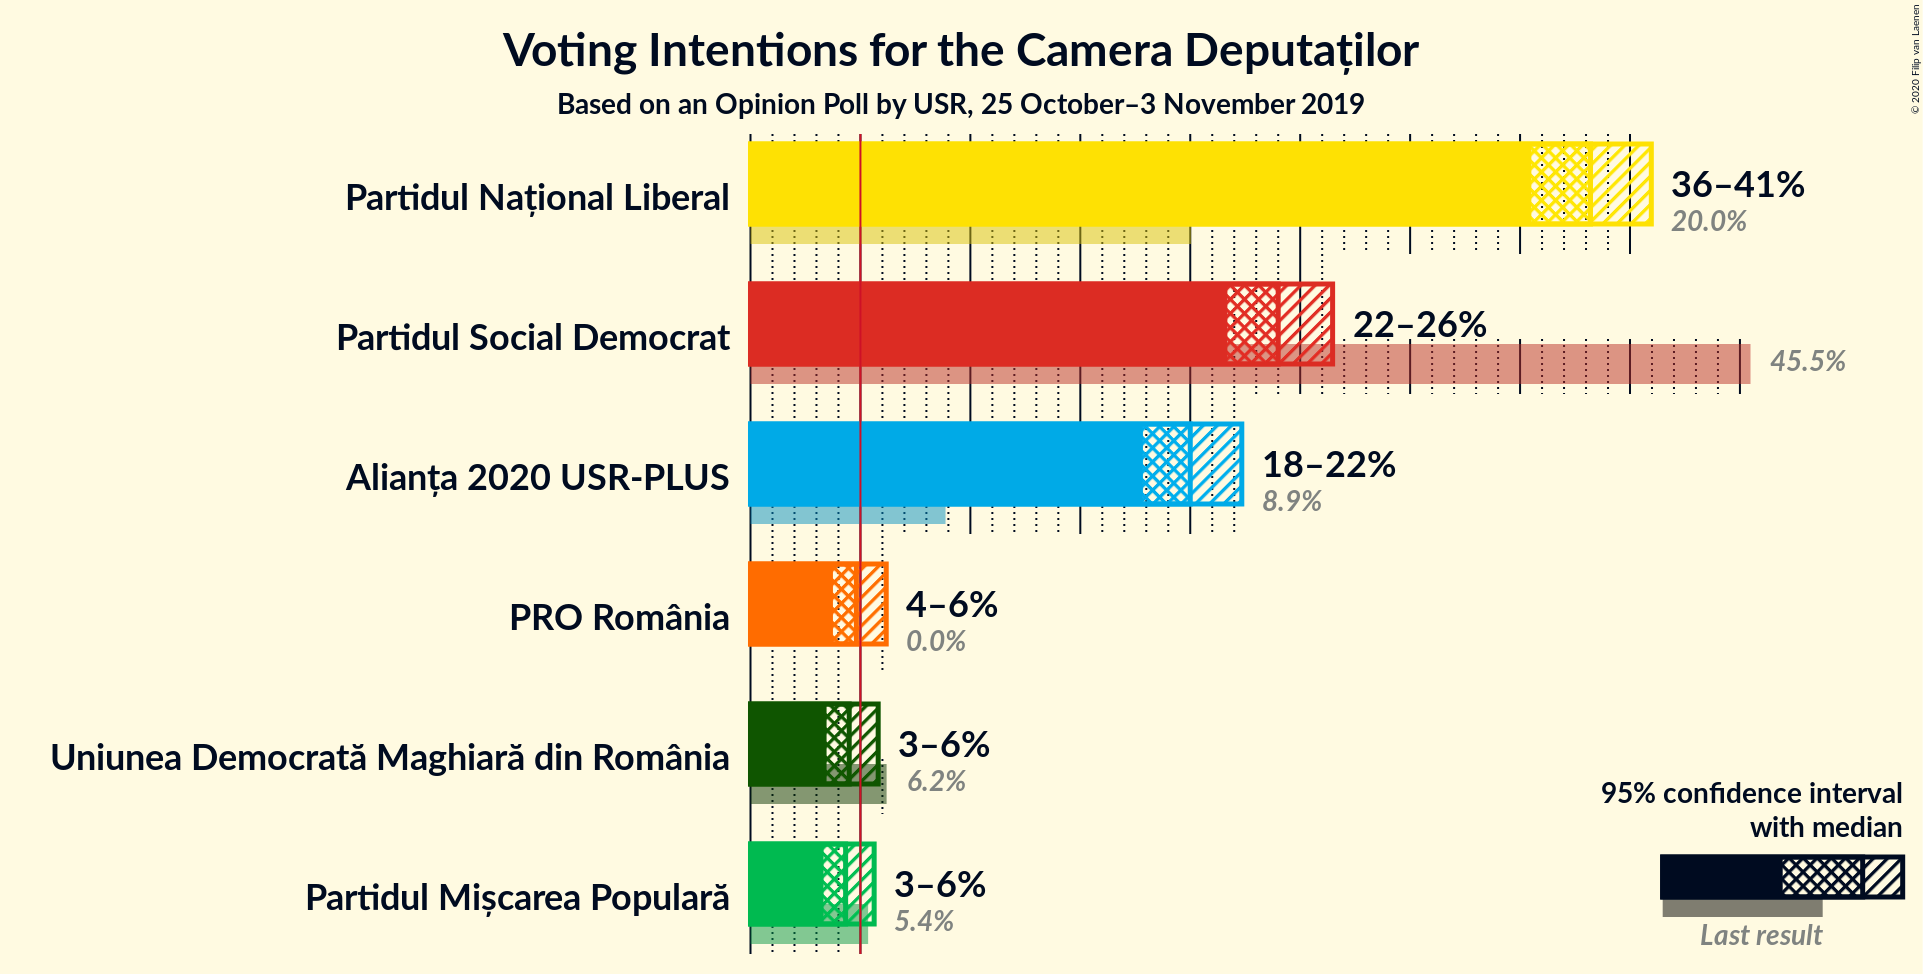 Voting Intentions for the Camera Deputaților
Based on an Opinion Poll by USR, 25 October–3 November 2019
© 2020 Filip van Laenen
Partidul Național Liberal
36–41%
20.0%
Partidul Social Democrat
22–26%
45.5%
Alianța 2020 USR-PLUS
18–22%
8.9%
PRO România
4–6%
0.0%
Uniunea Democrată Maghiară din România
3–6%
6.2%
Partidul Mișcarea Populară
3–6%
5.4%
95% confidence interval
with median
Last result